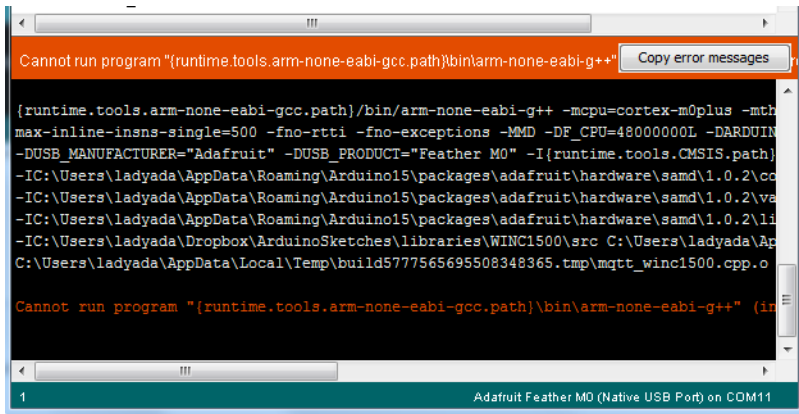 Cannot run program "{runtime.tools.arm-none-eabi-gcc.path}\bin\arm-none-eabi-g++"
Copy error messages
{runtime.tools.arm-none-eabi-gcc.path}/bin/arm-none-eabi-g++ -mcpu=cortex-m0plus -mth
max-inline-insns-single=500 -fno-rtti -fno-exceptions -MMD -DF_CPU=48000000L -DARDUIN
-DUSB_MANUFACTURER="Adafruit" -DUSB_PRODUCT="Feather M0" -I{runtime.tools.CMSIS.path}
-IC:\Users\ladyada\AppData\Roaming\Arduino15\packages\adafruit\hardware\samd\1.0.2\co
-IC:\Users\ladyada\AppData\Roaming\Arduino15\packages\adafruit\hardware\samd\1.0.2\va
-IC:\Users\ladyada\AppData\Roaming\Arduino15\packages\adafruit\hardware\samd\1.0.2\li
-IC:\Users\ladyada\Dropbox\ArduinoSketches\libraries\WINC1500\src C:\Users\ladyada\Ap
C:\Users\ladyada\AppData\Local\Temp\build5777565695508348365.tmp\mqtt_winc1500.cpp.o
Cannot run program "{runtime.tools.arm-none-eabi-gcc.path}\bin\arm-none-eabi-g++" (in
1
Adafruit Feather M0 (Native USB Port) on COM11